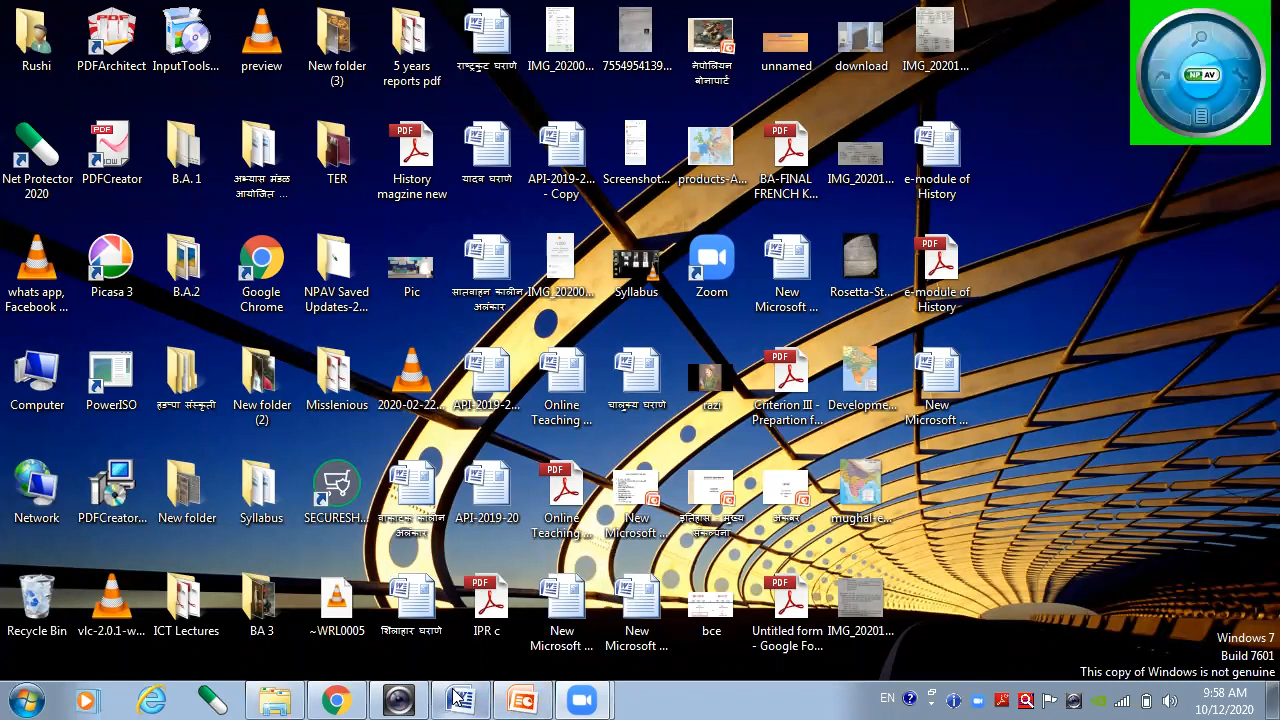 Rushi
PDFArchitect
InputTools...
review
New folder
(3)
5 years
reports pdf
राष्ट्रकूट घराणे
IMG_20200...
7554954139...
नेपोलियन
बोनापार्ट
unnamed
download
IMG_20201...
Net Protector
2020
PDFCreator
B.A. 1
अभ्यास मंडळ
आयोजित ...
TER
History
magzine new
यादव घराणे
API-2019-2...
- Copy
Screenshot...
products-A...
BA-FINAL
FRENCH K...
IMG_20201...
e-module of
History
whats app,
Facebook ...
Picasa 3
B.A.2
Google
Chrome
NPAV Saved
Updates-2...
Pic
सातवाहन कालीन
अलंकार
IMG_20200...
Syllabus
Zoom
New
Microsoft ...
Rosetta-St...
e-module of
History
Computer
PowerISO
हडप्पा संस्कृती
New folder
(2)
Misslenious
2020-02-22...
API-2019-2...
Online
Teaching ...
चालुक्य घराणे
razi
Criterion III -
Prepartion f...
Developme...
New
Microsoft ...
Network
PDFCreator...
New folder
Syllabus
SECURESH...
वाकाटक कालीन
अलंकार
API-2019-20
Online
Teaching ...
New
Microsoft ...
इतिहास : मुख्य
संकल्पना
अकबर
mughal-e...
Recycle Bin
vlc-2.0.1-w...
ICT Lectures
BA-3
~WRL0005
शिलाहार घराणे
IPR c
New
Microsoft ...
New
Microsoft ...
bce
Untitled form
- Google Fo...
IMG_20201...
NP AV
Windows 7
Build 7601
This copy of Windows is not genuine
EN
9:58 AM
10/12/2020